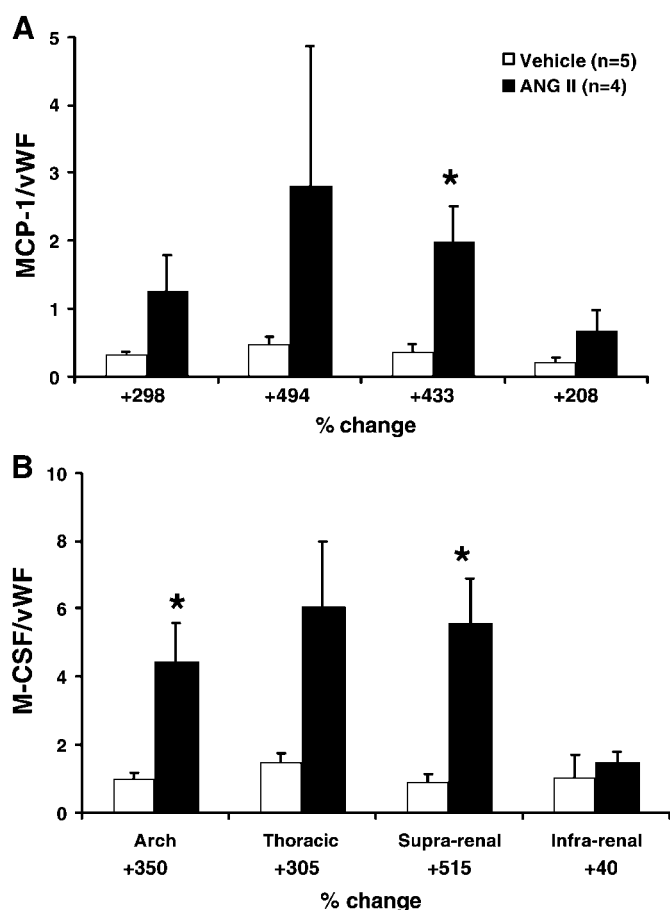 A
5
4
3
2
1
0
MCP-1/vWF
Vehicle (n=5)
ANG II (n=4)
*
+298 +494 +433 +208
% change
B
10
8
6
4
2
0
M-CSF/vWF
* *
Arch Thoracic Supra-renal Infra-renal
+350 +305 +515 +40
% change